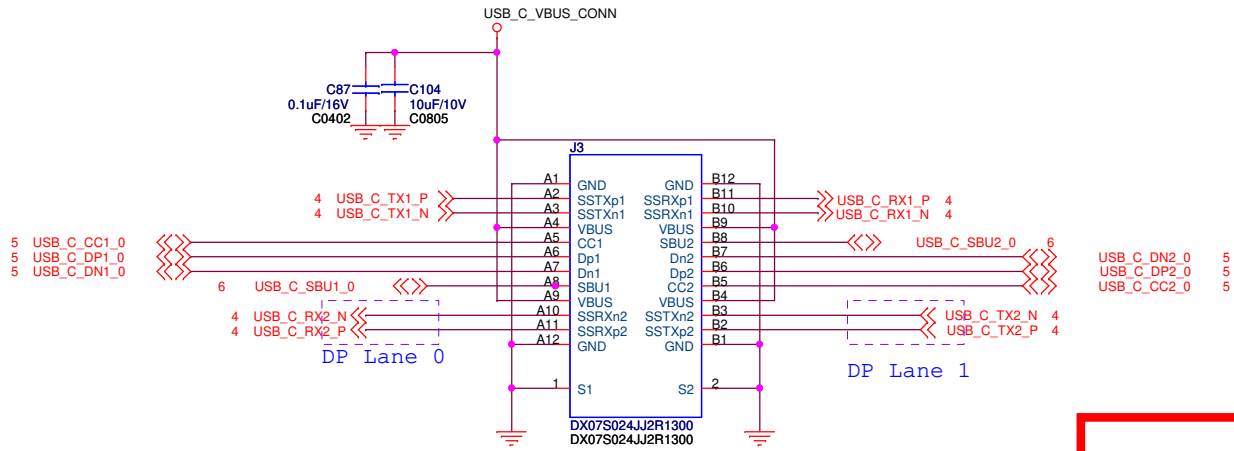 USB_C_VBUS_CONN
C87
0.1uF/16V
C0402
C104
10uF/10V
C0805
J3
A1 GND GND B12
4 USB_C_TX1_P A2 SSTXp1 SSRXp1 B11 USB_C_RX1_P 4
4 USB_C_TX1_N A3 SSTXn1 SSRXn1 B10 USB_C_RX1_N 4
A4 VBUS VBUS B9
5 USB_C_CC1_0 A5 CC1 SBU2 B8 USB_C_SBU2_0 6
5 USB_C_DP1_0 A6 Dp1 Dn2 B7 USB_C_DN2_0 5
5 USB_C_DN1_0 A7 Dn1 Dp2 B6 USB_C_DP2_0 5
6 USB_C_SBU1_0 A8 SBU1 CC2 B5 USB_C_CC2_0 5
A9 VBUS VBUS B4
4 USB_C_RX2_N A10 SSRXn2 SSTXn2 B3 USB_C_TX2_N 4
4 USB_C_RX2_P A11 SSRXp2 SSTXp2 B2 USB_C_TX2_P 4
A12 GND GND B1
DP Lane 0
DP Lane 1
1 S1 S2 2
DX07S024JJ2R1300
DX07S024JJ2R1300